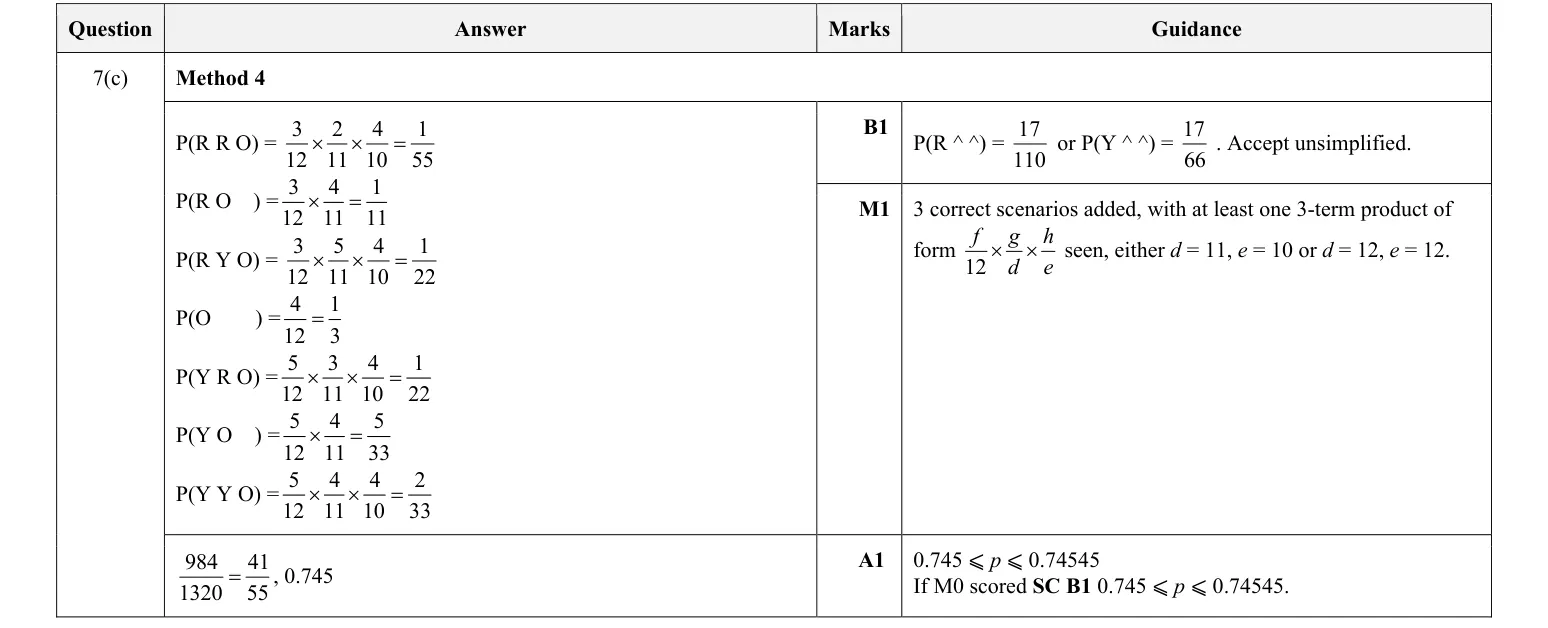 Question Answer Marks Guidance
7(c) Method 4
P(R R O) = 3/12 × 2/11 × 4/10 = 1/55
B1 P(R ^ ^) = 17/110 or P(Y ^ ^) = 17/66 . Accept unsimplified.
P(R O ) = 3/12 × 4/11 = 1/11
M1 3 correct scenarios added, with at least one 3-term product of
form f/12 × g/d × h/e seen, either d = 11, e = 10 or d = 12, e = 12.
P(R Y O) = 3/12 × 5/11 × 4/10 = 1/22
P(O ) = 4/12 = 1/3
P(Y R O) = 5/12 × 3/11 × 4/10 = 1/22
P(Y O ) = 5/12 × 4/11 = 5/33
P(Y Y O) = 5/12 × 4/11 × 4/10 = 2/33
984/1320 = 41/55, 0.745
A1 0.745 ⩽ p ⩽ 0.74545
If M0 scored SC B1 0.745 ⩽ p ⩽ 0.74545.